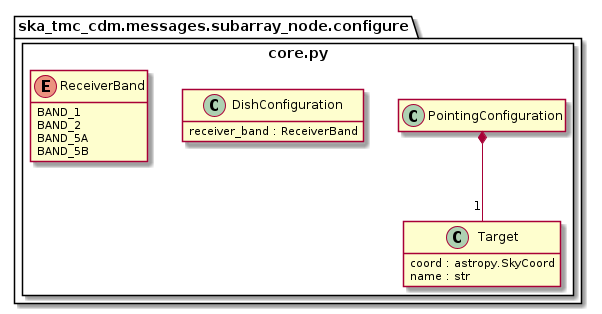 ska_tmc_cdm.messages.subarray_node.configure
core.py
E ReceiverBand
BAND_1
BAND_2
BAND_5A
BAND_5B
C DishConfiguration
receiver_band : ReceiverBand
C PointingConfiguration
1
C Target
coord : astropy.SkyCoord
name : str